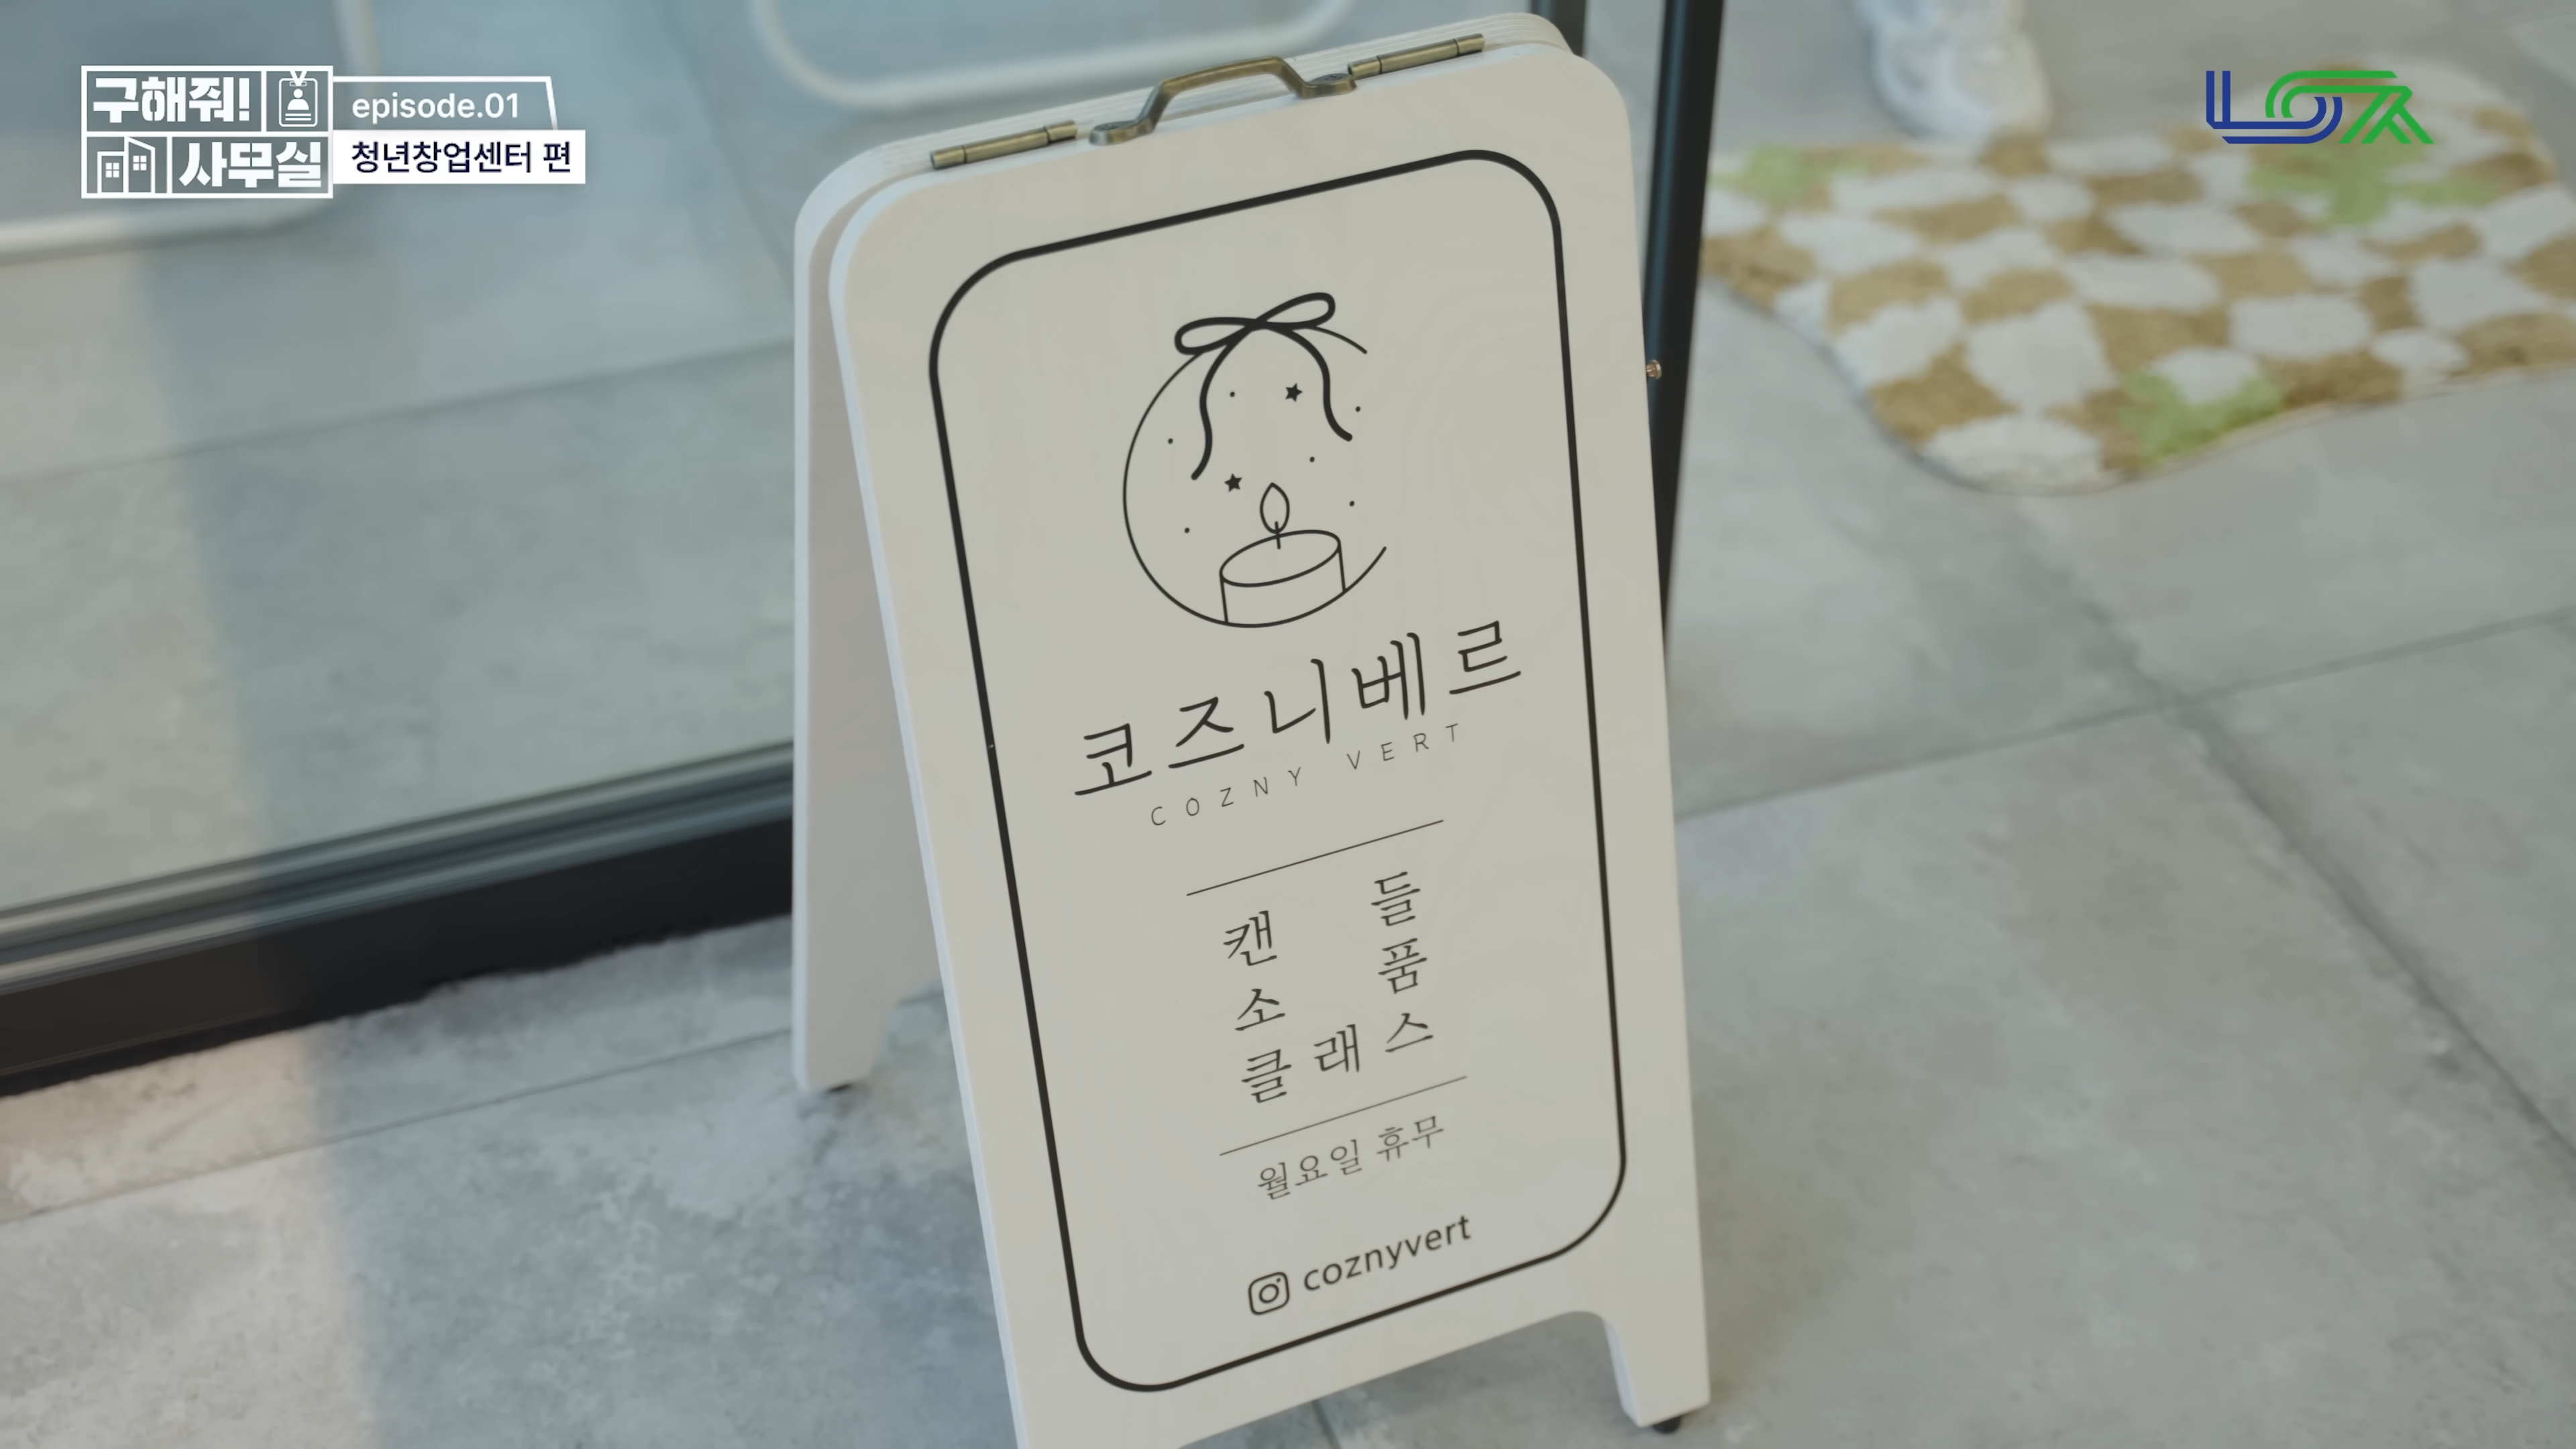 구해줘!
사무실
episode.01
청년창업센터 편
코즈니베르
COZNY VERT
캔들
소품
클래스
월요일 휴무
coznyvert